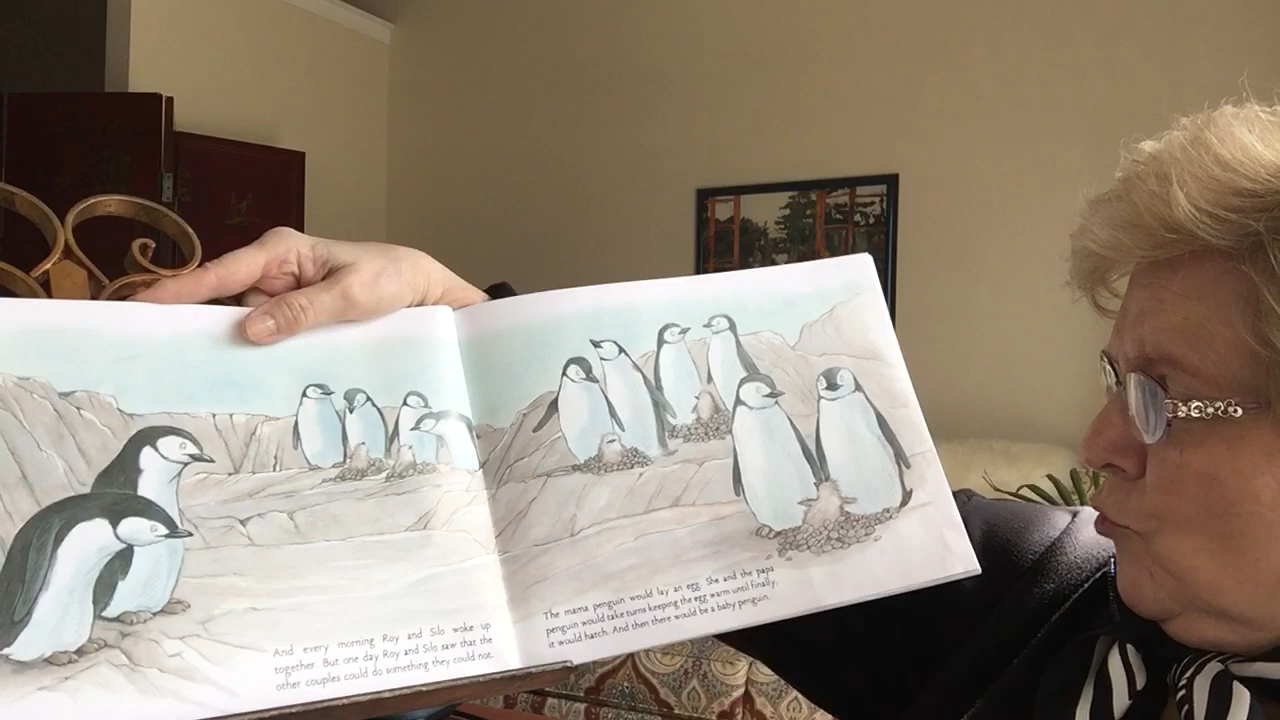 And every morning Roy and Silo woke up
together. But one day Roy and Silo saw that the
other couples could do something they could not.
The mama penguin would lay an egg. She and the papa
penguin would take turns keeping the egg warm until finally,
it would hatch. And then there would be a baby penguin.